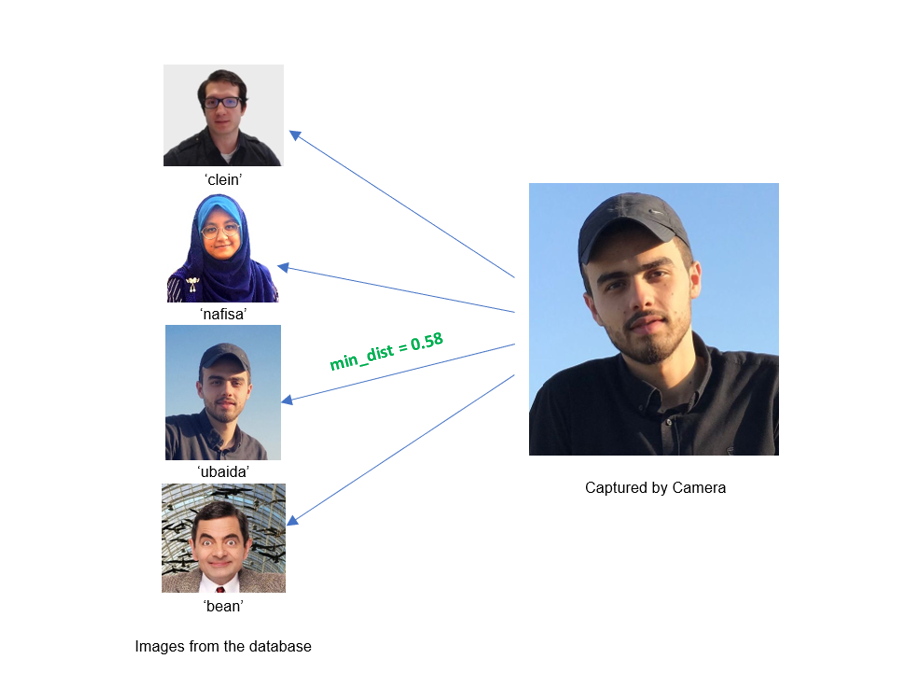 ‘clein’
‘nafisa’
min_dist = 0.58
‘ubaida’
Captured by Camera
‘bean’
Images from the database